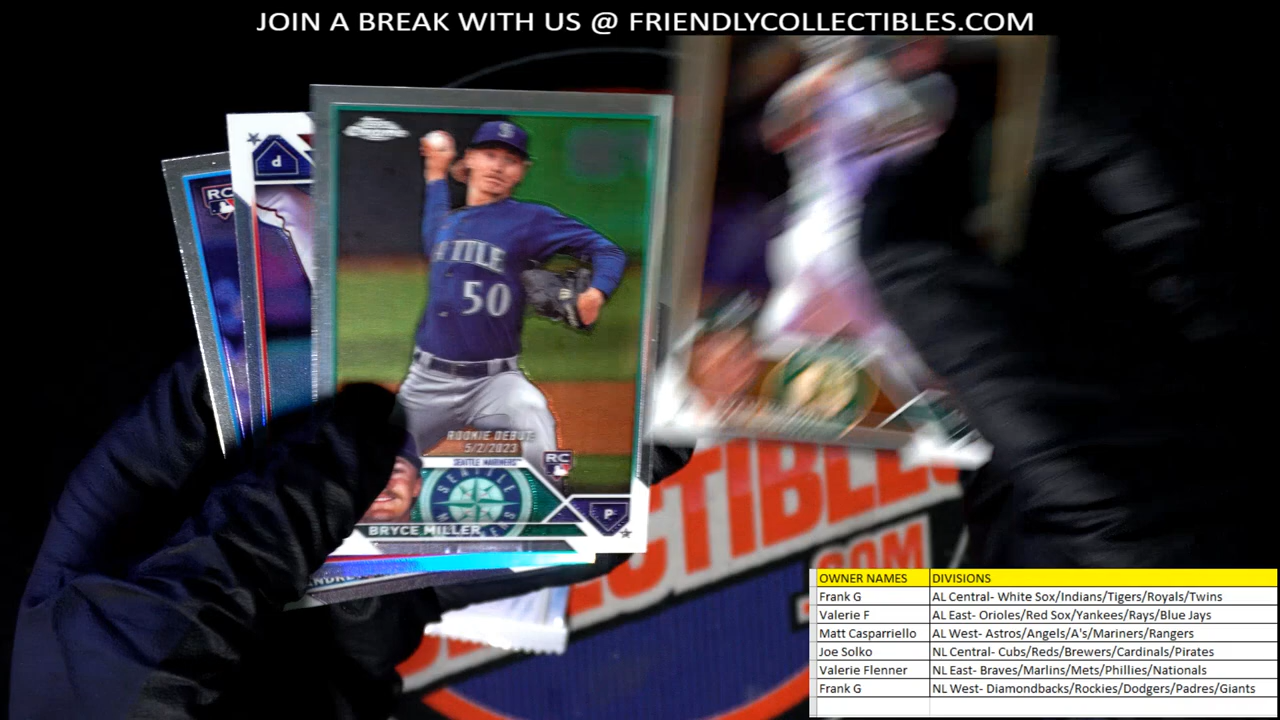 JOIN A BREAK WITH US @ FRIENDLYCOLLECTIBLES.COM
RC
P
50
ROOKIE DEBUT
5/2/2023
RC
SEATTLE MARINERS
SEATTLE
BRYCE MILLER
P
.COM
OWNER NAMES DIVISIONS
Frank G AL Central- White Sox/Indians/Tigers/Royals/Twins
Valerie F AL East- Orioles/Red Sox/Yankees/Rays/Blue Jays
Matt Casparriello AL West- Astros/Angels/A's/Mariners/Rangers
Joe Solko NL Central- Cubs/Reds/Brewers/Cardinals/Pirates
Valerie Flenner NL East- Braves/Marlins/Mets/Phillies/Nationals
Frank G NL West- Diamondbacks/Rockies/Dodgers/Padres/Giants